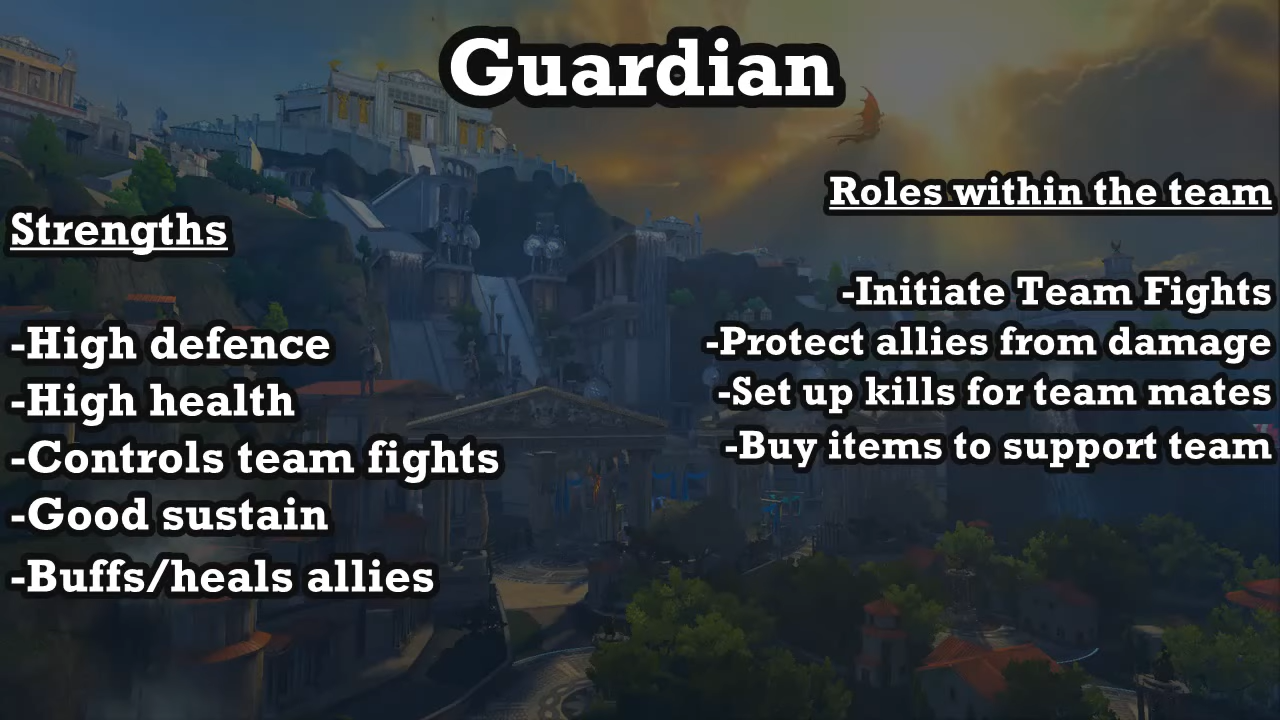 Guardian
Strengths
-High defence
-High health
-Controls team fights
-Good sustain
-Buffs/heals allies
Roles within the team
-Initiate Team Fights
-Protect allies from damage
-Set up kills for team mates
-Buy items to support team